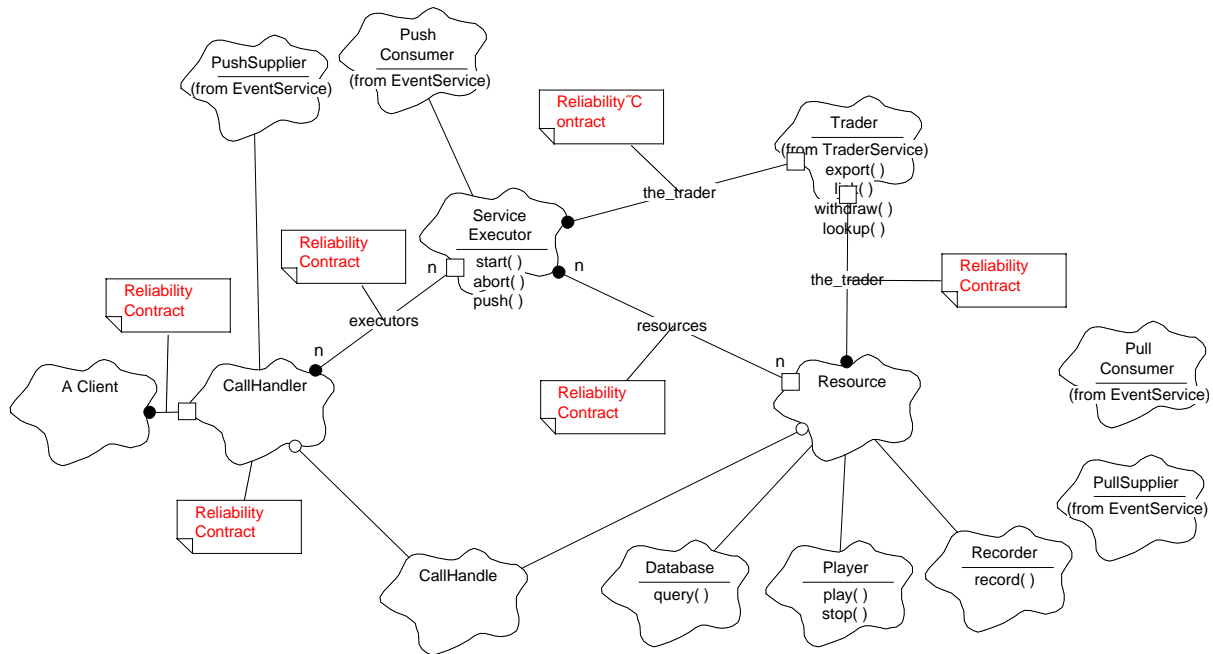 Push
Consumer
(from EventService)
PushSupplier
(from EventService)
Reliability˜C
ontract
Trader
(from TraderService)
export( )
link( )
withdraw( )
lookup( )
the_trader
Service
Executor
start( )
abort( )
push( )
n
n
Reliability
Contract
Reliability
Contract
Reliability
Contract
the_trader
executors
resources
n
n
A Client
CallHandler
Reliability
Contract
Resource
Pull
Consumer
(from EventService)
Reliability
Contract
PullSupplier
(from EventService)
CallHandle
Database
query( )
Player
play( )
stop( )
Recorder
record( )